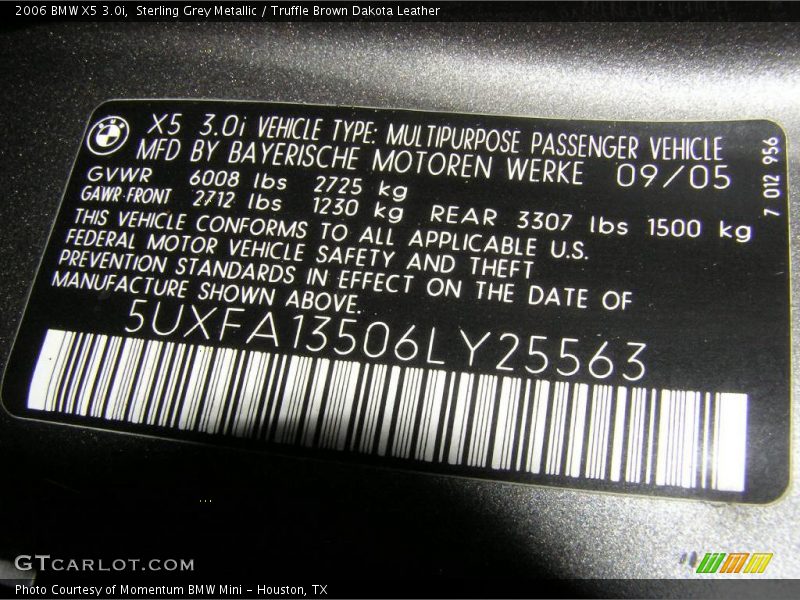 2006 BMW X5 3.0i,  Sterling Grey Metallic / Truffle Brown Dakota Leather
X5 3.0i VEHICLE TYPE: MULTIPURPOSE PASSENGER VEHICLE
MFD BY BAYERISCHE MOTOREN WERKE 09/05
GVWR 6008 lbs 2725 kg
GAWR-FRONT 2712 lbs 1230 kg REAR 3307 lbs 1500 kg
THIS VEHICLE CONFORMS TO ALL APPLICABLE U.S.
FEDERAL MOTOR VEHICLE SAFETY AND THEFT
PREVENTION STANDARDS IN EFFECT ON THE DATE OF
MANUFACTURE SHOWN ABOVE.
5UXFA13506LY25563
7 012 956
GTCARLOT.COM
Photo Courtesy of Momentum BMW Mini - Houston, TX